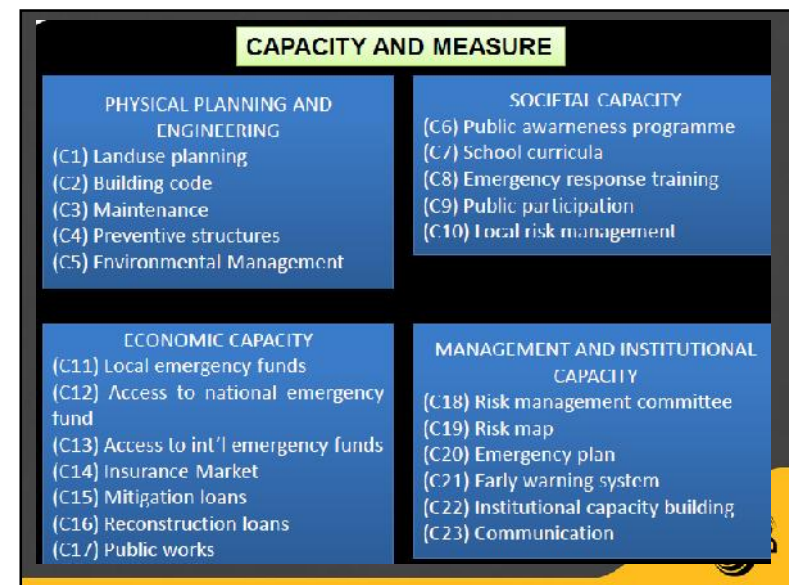 CAPACITY AND MEASURE
PHYSICAL PLANNING AND
ENGINEERING
(C1) Landuse planning
(C2) Building code
(C3) Maintenance
(C4) Preventive structures
(C5) Environmental Management
SOCIETAL CAPACITY
(C6) Public awarneness programme
(C7) School curricula
(C8) Emergency response training
(C9) Public participation
(C10) Local risk management
ECONOMIC CAPACITY
(C11) Local emergency funds
(C12) Access to national emergency
fund
(C13) Access to int'l emergency funds
(C14) Insurance Market
(C15) Mitigation loans
(C16) Reconstruction loans
(C17) Public works
MANAGEMENT AND INSTITUTIONAL
CAPACITY
(C18) Risk management committee
(C19) Risk map
(C20) Emergency plan
(C21) Early warning system
(C22) Institutional capacity building
(C23) Communication